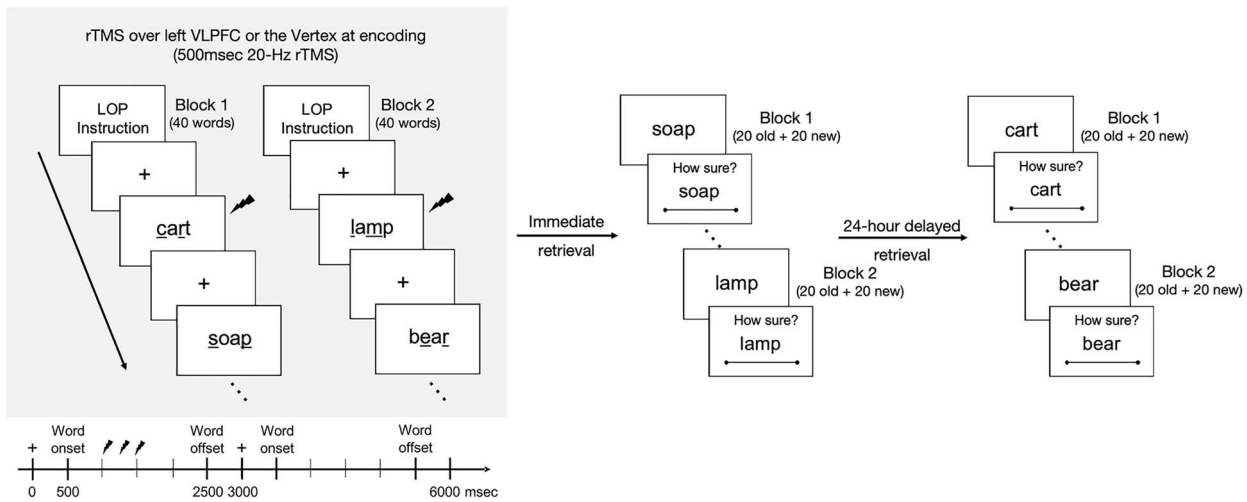 rTMS over left VLPFC or the Vertex at encoding
(500msec 20-Hz rTMS)
LOP
Instruction
Block 1
(40 words)
+
cart
+
soap
LOP
Instruction
Block 2
(40 words)
+
lamp
+
bear
Immediate
retrieval
soap
Block 1
(20 old + 20 new)
How sure?
soap
lamp
Block 2
(20 old + 20 new)
How sure?
lamp
24-hour delayed
retrieval
cart
Block 1
(20 old + 20 new)
How sure?
cart
bear
Block 2
(20 old + 20 new)
How sure?
bear
Word Word Word Word
+ onset offset + onset offset
0 500 2500 3000 6000 msec